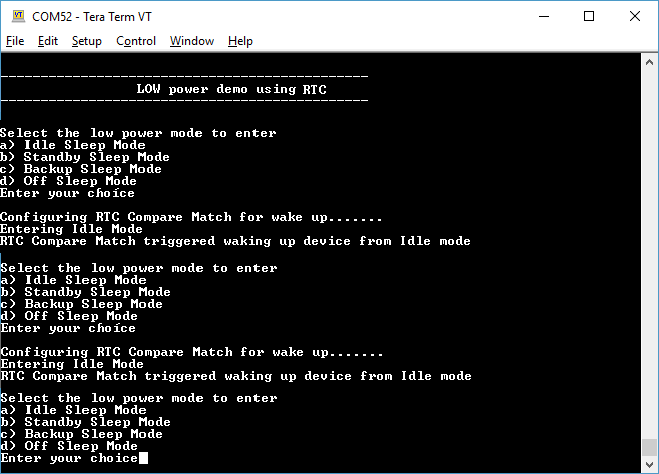 COM52 - Tera Term VT
File Edit Setup Control Window Help
------------------------------------------------
LOW power demo using RTC
------------------------------------------------
Select the low power mode to enter
a) Idle Sleep Mode
b) Standby Sleep Mode
c) Backup Sleep Mode
d) Off Sleep Mode
Enter your choice
Configuring RTC Compare Match for wake up.......
Entering Idle Mode
RTC Compare Match triggered waking up device from Idle mode
Select the low power mode to enter
a) Idle Sleep Mode
b) Standby Sleep Mode
c) Backup Sleep Mode
d) Off Sleep Mode
Enter your choice
Configuring RTC Compare Match for wake up.......
Entering Idle Mode
RTC Compare Match triggered waking up device from Idle mode
Select the low power mode to enter
a) Idle Sleep Mode
b) Standby Sleep Mode
c) Backup Sleep Mode
d) Off Sleep Mode
Enter your choice